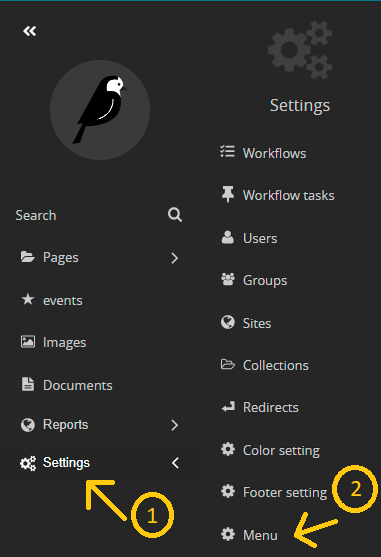 «
Search
Pages
events
Images
Documents
Reports
Settings
1
Settings
Workflows
Workflow tasks
Users
Groups
Sites
Collections
Redirects
Color setting
Footer setting
2
Menu